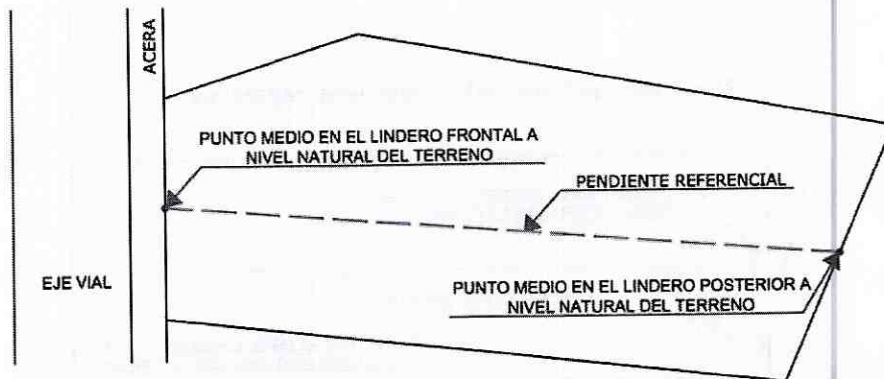 ACERA
PUNTO MEDIO EN EL LINDERO FRONTAL A
NIVEL NATURAL DEL TERRENO
PENDIENTE REFERENCIAL
EJE VIAL
PUNTO MEDIO EN EL LINDERO POSTERIOR A
NIVEL NATURAL DEL TERRENO